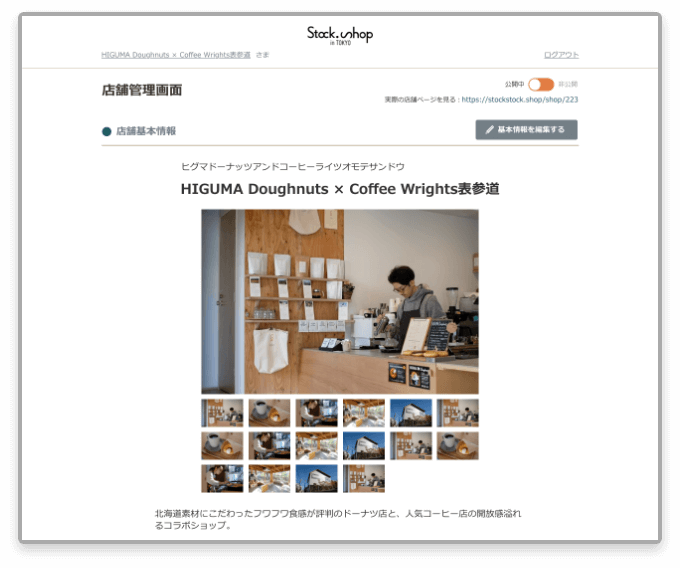 Stock.shop
in TOKYO
HIGUMA Doughnuts × Coffee Wrights表参道 さま
ログアウト
店舗管理画面
公開中 非公開
実際の店舗ページを見る：https://stockstock.shop/shop/223
店舗基本情報
基本情報を編集する
ヒグマドーナッツアンドコーヒーライツオモテサンドウ
HIGUMA Doughnuts × Coffee Wrights表参道
北海道素材にこだわったフワフワ食感が評判のドーナツ店と、人気コーヒー店の開放感溢れ
るコラボショップ。